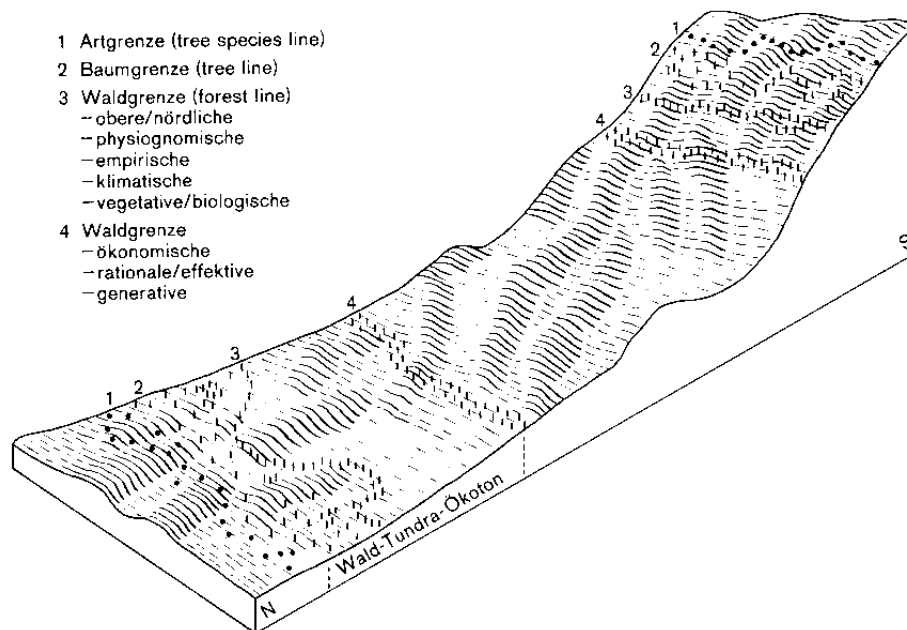 1 Artgrenze (tree species line)
2 Baumgrenze (tree line)
3 Waldgrenze (forest line)
–obere/nördliche
–physiognomische
–empirische
–klimatische
–vegetative/biologische
4 Waldgrenze
–ökonomische
–rationale/effektive
–generative
1
2
3
4
4
3
1 2
S
Wald-Tundra-Ökoton
N